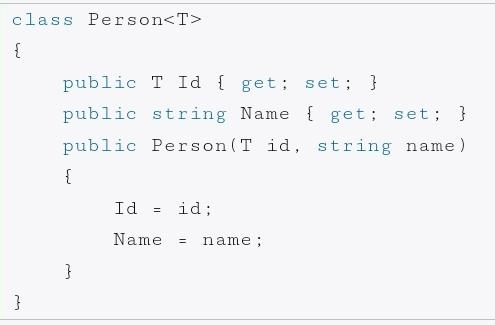 class Person<T>
{
    public T Id { get; set; }
    public string Name { get; set; }
    public Person(T id, string name)
    {
        Id = id;
        Name = name;
    }
}